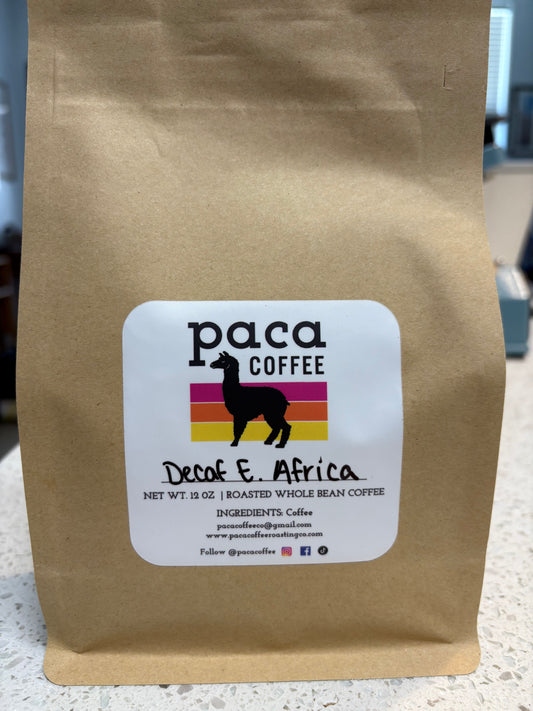 paca
COFFEE
Decaf E. Africa
NET WT. 12 OZ | ROASTED WHOLE BEAN COFFEE
INGREDIENTS: Coffee
pacacoffeeco@gmail.com
www.pacacoffeeroastingco.com
Follow @pacacoffee